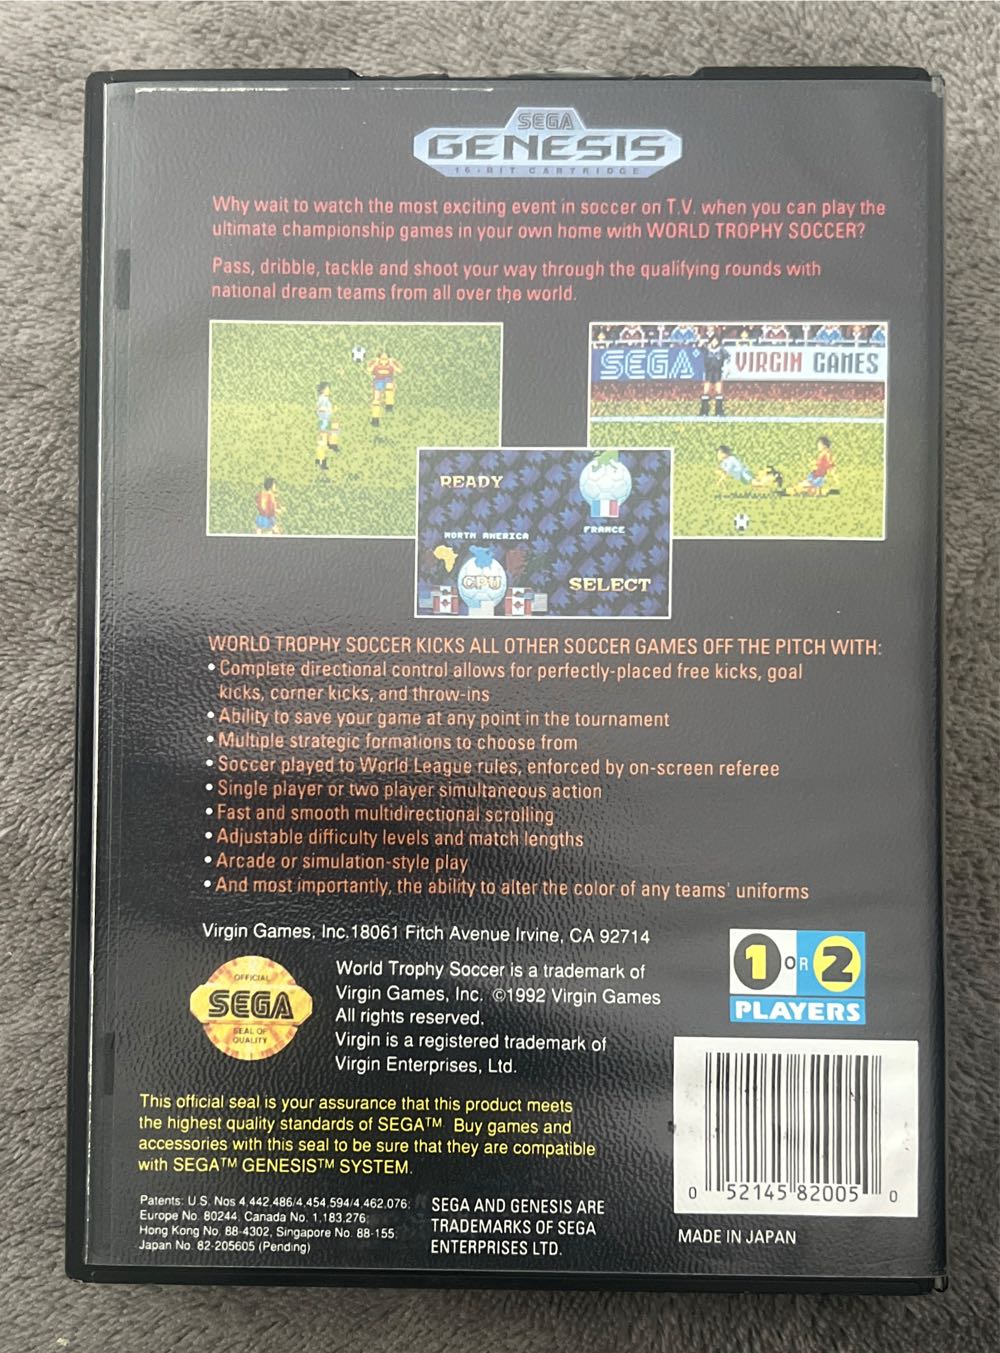 SEGA
GENESIS
16-BIT CARTRIDGE
Why wait to watch the most exciting event in soccer on T.V. when you can play the
ultimate championship games in your own home with WORLD TROPHY SOCCER?
Pass, dribble, tackle and shoot your way through the qualifying rounds with
national dream teams from all over the world.
SEGA VIRGIN GAMES
READY
FRANCE
NORTH AMERICA
CPU
SELECT
WORLD TROPHY SOCCER KICKS ALL OTHER SOCCER GAMES OFF THE PITCH WITH:
• Complete directional control allows for perfectly-placed free kicks, goal
kicks, corner kicks, and throw-ins
• Ability to save your game at any point in the tournament
• Multiple strategic formations to choose from
• Soccer played to World League rules, enforced by on-screen referee
• Single player or two player simultaneous action
• Fast and smooth multidirectional scrolling
• Adjustable difficulty levels and match lengths
• Arcade or simulation-style play
• And most importantly, the ability to alter the color of any teams' uniforms
Virgin Games, Inc.18061 Fitch Avenue Irvine, CA 92714
OFFICIAL
SEGA
SEAL OF
QUALITY
World Trophy Soccer is a trademark of
Virgin Games, Inc. ©1992 Virgin Games
All rights reserved.
Virgin is a registered trademark of
Virgin Enterprises, Ltd.
1 OR 2
PLAYERS
This official seal is your assurance that this product meets
the highest quality standards of SEGA™. Buy games and
accessories with this seal to be sure that they are compatible
with SEGA™ GENESIS™ SYSTEM.
Patents: U.S. Nos 4,442,486/4,454,594/4,462,076;
Europe No. 80244, Canada No. 1,183,276;
Hong Kong No. 88-4302, Singapore No. 88-155;
Japan No. 82-205605 (Pending)
SEGA AND GENESIS ARE
TRADEMARKS OF SEGA
ENTERPRISES LTD.
0 52145 82005 0
MADE IN JAPAN